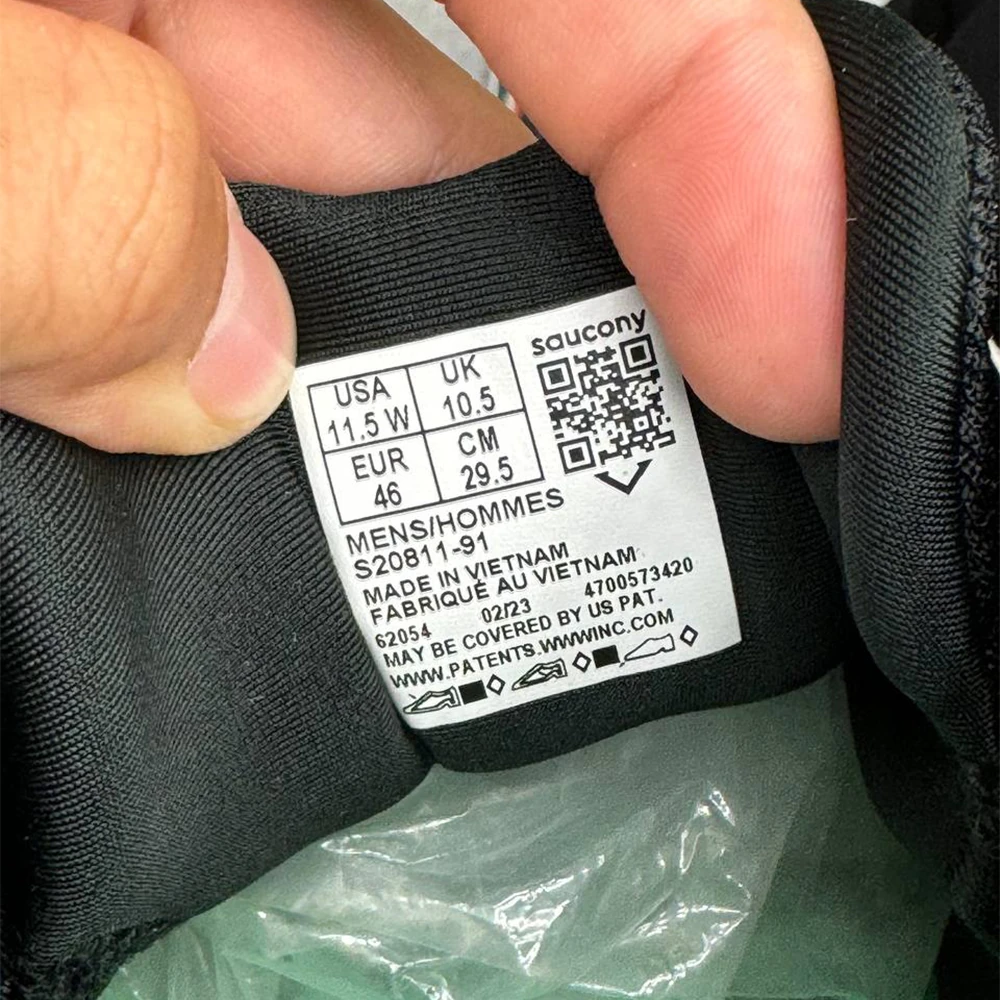 saucony
USA
11.5 W
UK
10.5
EUR
46
CM
29.5
MENS/HOMMES
S20811-91
MADE IN VIETNAM
FABRIQUÉ AU VIETNAM
62054 02/23 4700573420
MAY BE COVERED BY US PAT.
WWW.PATENTS.WWWINC.COM